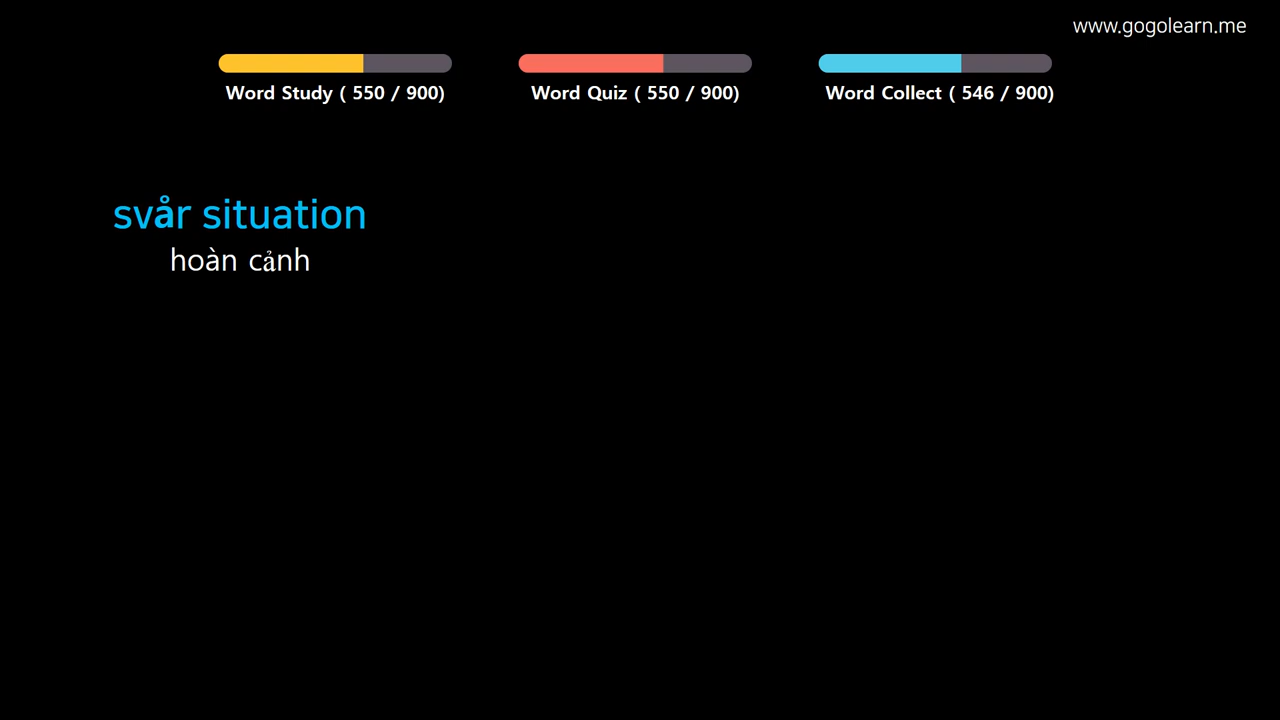 www.gogolearn.me
Word Study ( 550 / 900)
Word Quiz ( 550 / 900)
Word Collect ( 546 / 900)
svår situation
hoàn cảnh